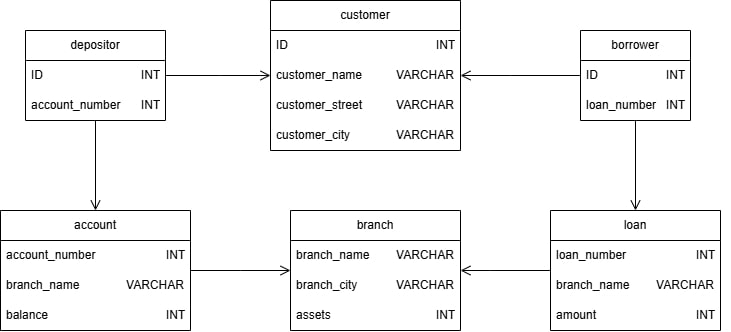 customer
ID INT
customer_name VARCHAR
customer_street VARCHAR
customer_city VARCHAR
depositor
ID INT
account_number INT
borrower
ID INT
loan_number INT
account
account_number INT
branch_name VARCHAR
balance INT
branch
branch_name VARCHAR
branch_city VARCHAR
assets INT
loan
loan_number INT
branch_name VARCHAR
amount INT